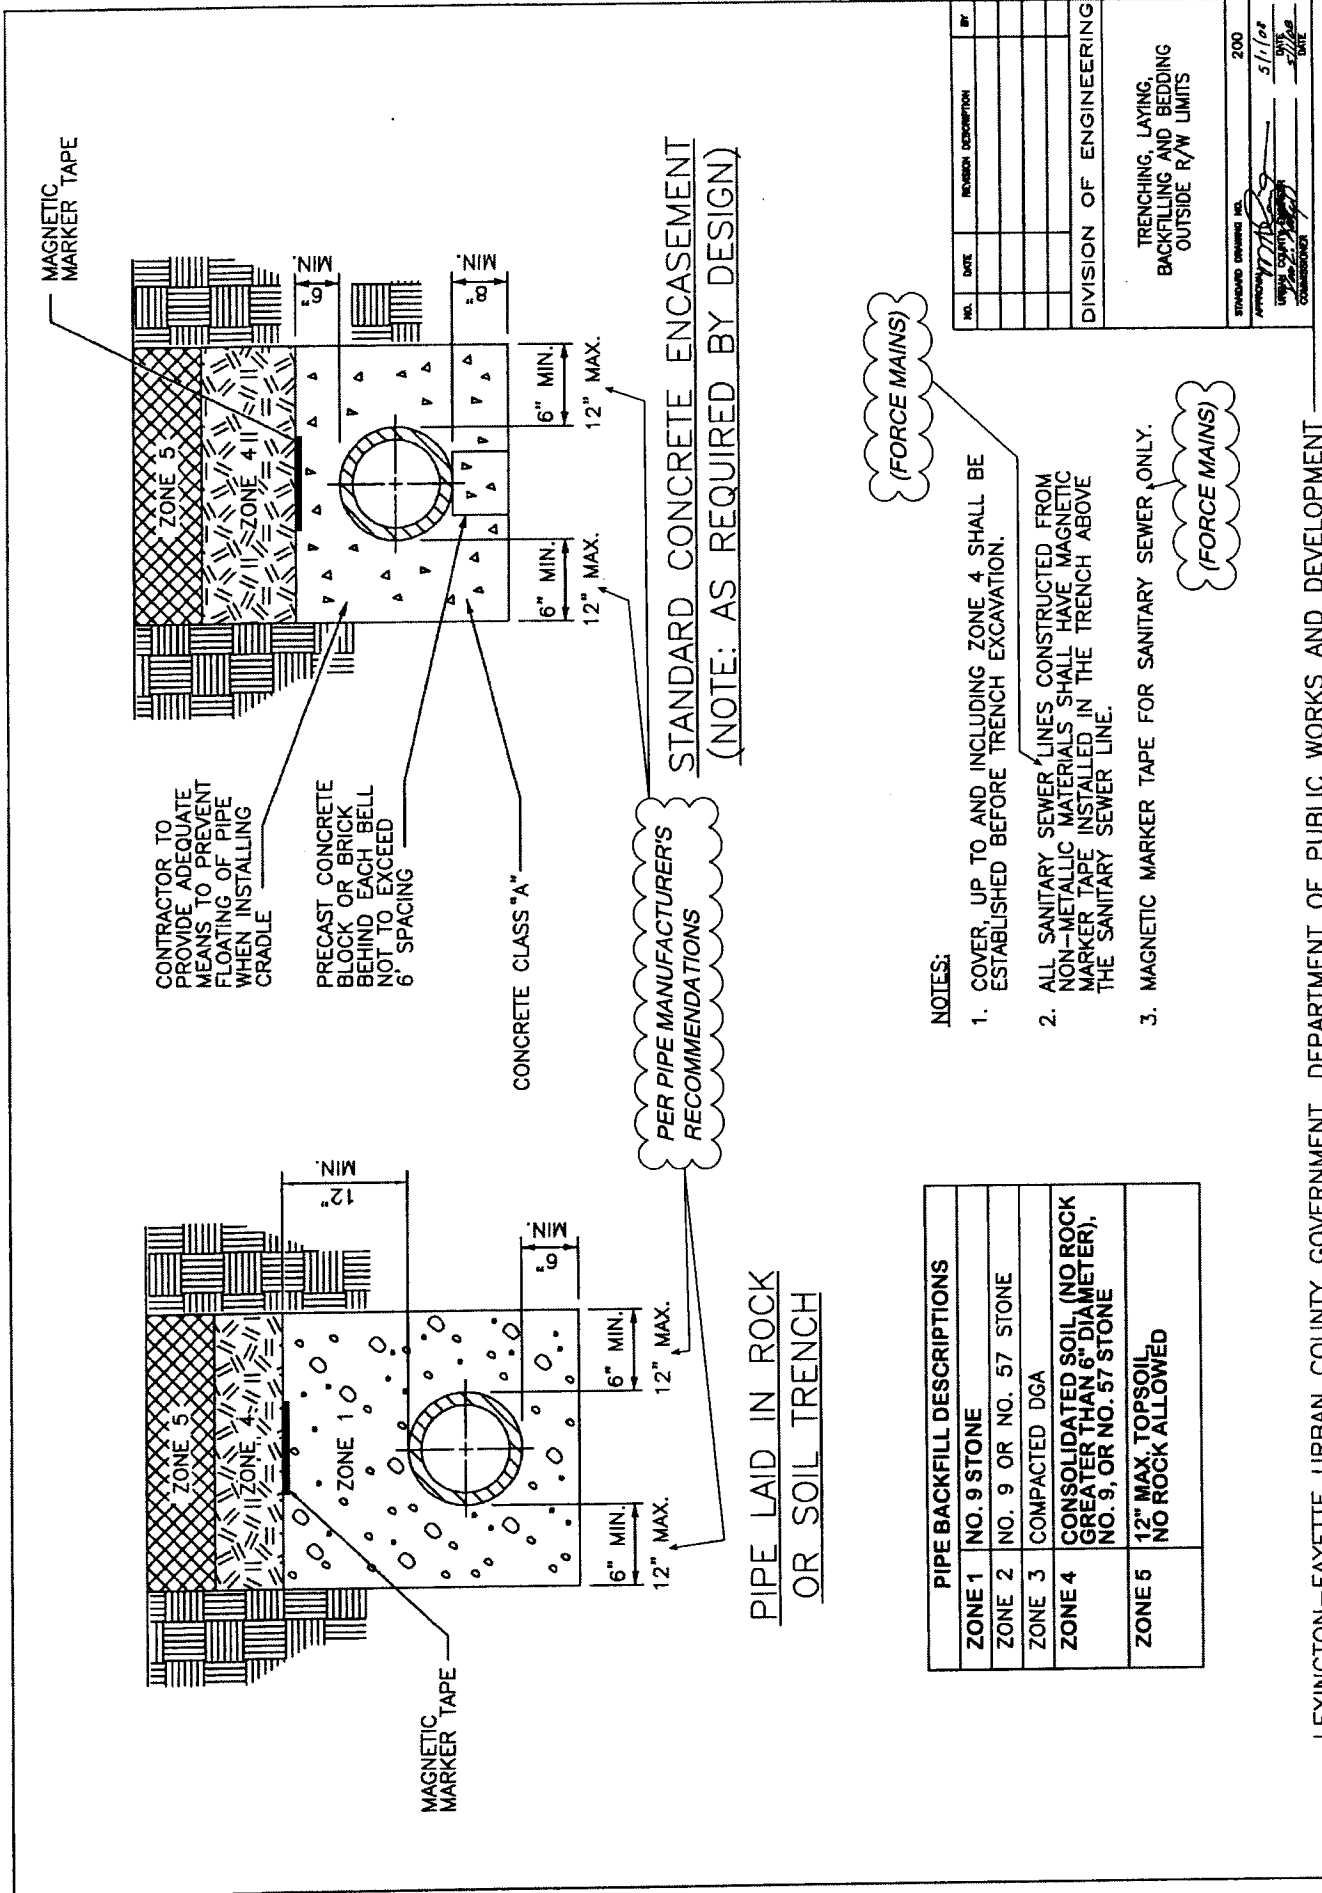 MAGNETIC
MARKER TAPE
ZONE 5
ZONE 4
ZONE 1
12"
MIN.
6"
MIN.
6" MIN.
12" MAX.
6" MIN.
12" MAX.
PIPE LAID IN ROCK
OR SOIL TRENCH
CONTRACTOR TO
PROVIDE ADEQUATE
MEANS TO PREVENT
FLOATING OF PIPE
WHEN INSTALLING
CRADLE
PRECAST CONCRETE
BLOCK OR BRICK
BEHIND EACH BELL
NOT TO EXCEED
6' SPACING
CONCRETE CLASS "A"
PER PIPE MANUFACTURER'S
RECOMMENDATIONS
MAGNETIC
MARKER TAPE
ZONE 5
ZONE 4
6"
MIN.
8"
MIN.
6" MIN.
12" MAX.
6" MIN.
12" MAX.
STANDARD CONCRETE ENCASEMENT
(NOTE: AS REQUIRED BY DESIGN)
PIPE BACKFILL DESCRIPTIONS
ZONE 1 NO. 9 STONE
ZONE 2 NO. 9 OR NO. 57 STONE
ZONE 3 COMPACTED DGA
ZONE 4 CONSOLIDATED SOIL, (NO ROCK
GREATER THAN 6" DIAMETER),
NO. 9, OR NO. 57 STONE
ZONE 5 12" MAX. TOPSOIL,
NO ROCK ALLOWED
NOTES:
1. COVER, UP TO AND INCLUDING ZONE 4 SHALL BE
ESTABLISHED BEFORE TRENCH EXCAVATION.
(FORCE MAINS)
2. ALL SANITARY SEWER LINES CONSTRUCTED FROM
NON-METALLIC MATERIALS SHALL HAVE MAGNETIC
MARKER TAPE INSTALLED IN THE TRENCH ABOVE
THE SANITARY SEWER LINE.
3. MAGNETIC MARKER TAPE FOR SANITARY SEWER ONLY.
(FORCE MAINS)
NO. DATE REVISION DESCRIPTION BY
DIVISION OF ENGINEERING
TRENCHING, LAYING,
BACKFILLING AND BEDDING
OUTSIDE R/W LIMITS
STANDARD DRAWING NO. 200
APPROVAL 5/1/08
URBAN COUNTY ENGINEER DATE
5/1/08
COMMISSIONER DATE
LEXINGTON-FAYETTE URBAN COUNTY GOVERNMENT DEPARTMENT OF PUBLIC WORKS AND DEVELOPMENT